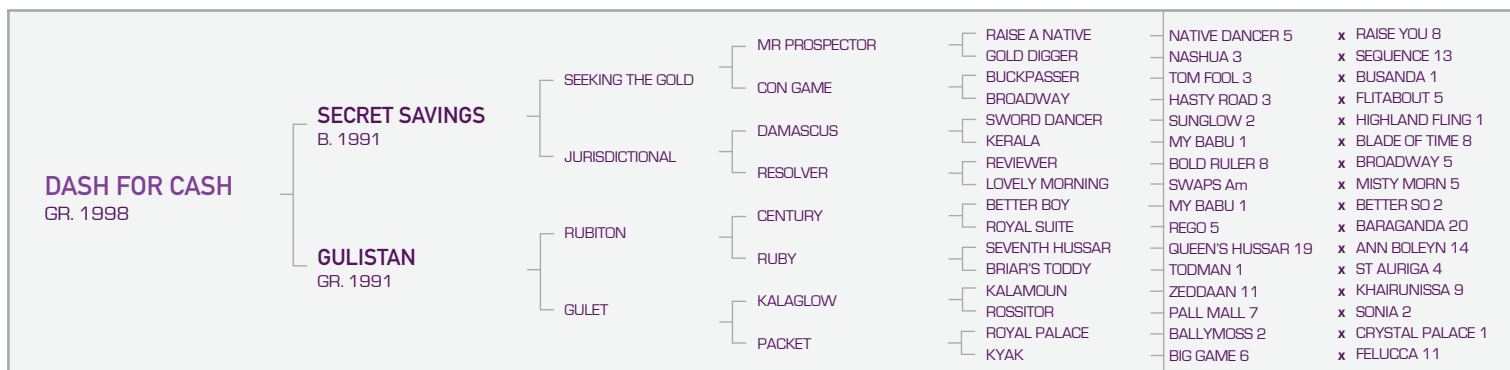 DASH FOR CASH
GR. 1998
SECRET SAVINGS
B. 1991
GULISTAN
GR. 1991
SEEKING THE GOLD
JURISDICTIONAL
RUBITON
GULET
MR PROSPECTOR
CON GAME
DAMASCUS
RESOLVER
CENTURY
RUBY
KALAGLOW
PACKET
RAISE A NATIVE
GOLD DIGGER
BUCKPASSER
BROADWAY
SWORD DANCER
KERALA
REVIEWER
LOVELY MORNING
BETTER BOY
ROYAL SUITE
SEVENTH HUSSAR
BRIAR'S TODDY
KALAMOUN
ROSSITOR
ROYAL PALACE
KYAK
NATIVE DANCER 5 x RAISE YOU 8
NASHUA 3 x SEQUENCE 13
TOM FOOL 3 x BUSANDA 1
HASTY ROAD 3 x FLITABOUT 5
SUNGLOW 2 x HIGHLAND FLING 1
MY BABU 1 x BLADE OF TIME 8
BOLD RULER 8 x BROADWAY 5
SWAPS Am x MISTY MORN 5
MY BABU 1 x BETTER SO 2
REGO 5 x BARAGANDA 20
QUEEN'S HUSSAR 19 x ANN BOLEYN 14
TODMAN 1 x ST AURIGA 4
ZEDDAAN 11 x KHAIRUNISSA 9
PALL MALL 7 x SONIA 2
BALLYMOSS 2 x CRYSTAL PALACE 1
BIG GAME 6 x FELUCCA 11